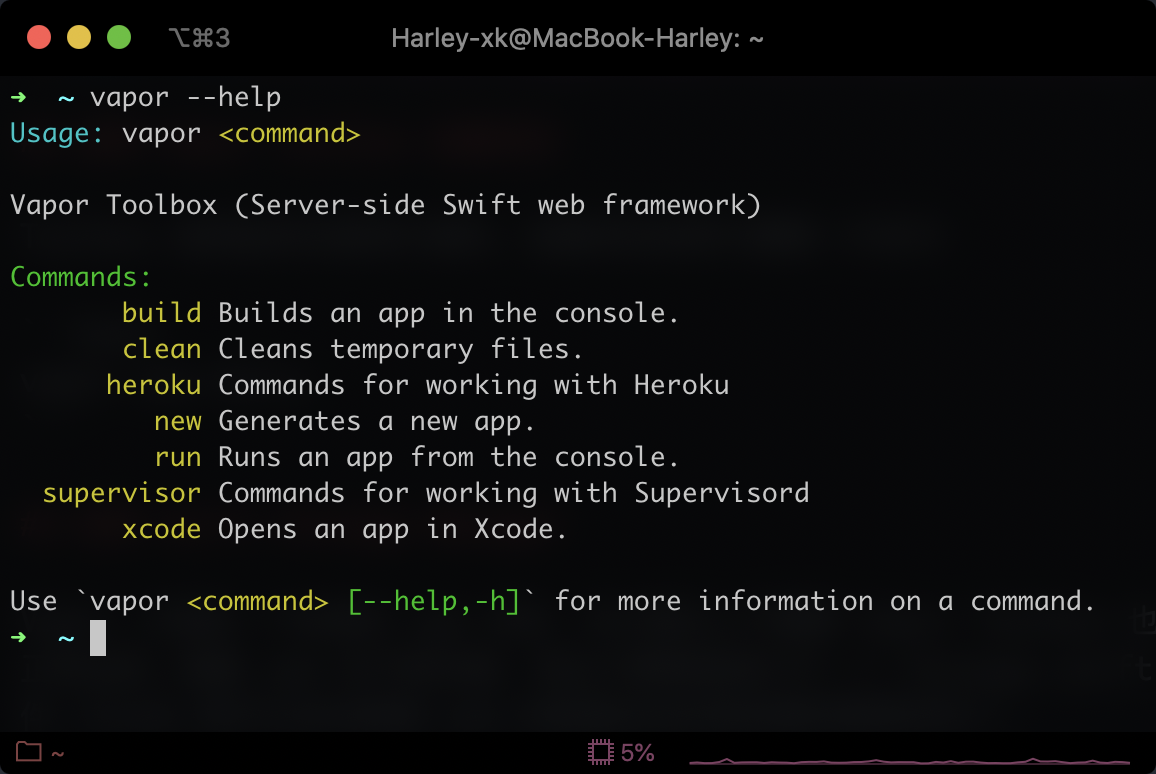 ⌥⌘3
Harley-xk@MacBook-Harley: ~
➜ ~ vapor --help
Usage: vapor <command>
Vapor Toolbox (Server-side Swift web framework)
Commands:
build Builds an app in the console.
clean Cleans temporary files.
heroku Commands for working with Heroku
new Generates a new app.
run Runs an app from the console.
supervisor Commands for working with Supervisord
xcode Opens an app in Xcode.
Use `vapor <command> [--help,-h]` for more information on a command.
➜ ~
~
5%